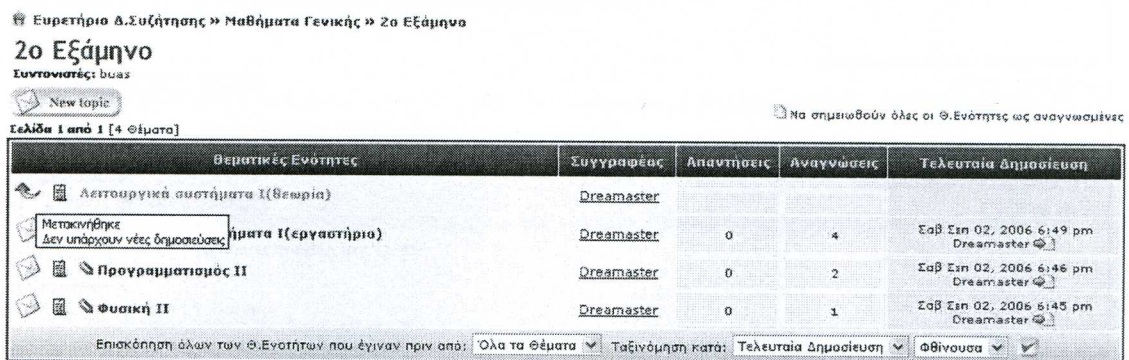 Ευρετήριο Δ.Συζήτησης » Μαθήματα Γενικής » 2ο Εξάμηνο
2ο Εξάμηνο
Συντονιστές: buas
New topic
Να σημειωθούν όλες οι Θ.Ενότητες ως αναγνωσμένες
Σελίδα 1 από 1 [4 Θέματα]
Θεματικές Ενότητες Συγγραφέας Απαντήσεις Αναγνώσεις Τελευταία Δημοσίευση
Λειτουργικά συστήματα Ι(θεωρία) Dreamaster
Μετακινήθηκε
Δεν υπάρχουν νέες δημοσιεύσεις
ήματα Ι(εργαστήριο) Dreamaster 0 4 Σαβ Σεπ 02, 2006 6:49 pm
Dreamaster
Προγραμματισμός ΙΙ Dreamaster 0 2 Σαβ Σεπ 02, 2006 6:46 pm
Dreamaster
Φυσική ΙΙ Dreamaster 0 1 Σαβ Σεπ 02, 2006 6:45 pm
Dreamaster
Επισκόπηση όλων των Θ.Ενοτήτων που έγιναν πριν από: Όλα τα Θέματα Ταξινόμηση κατά: Τελευταία Δημοσίευση Φθίνουσα